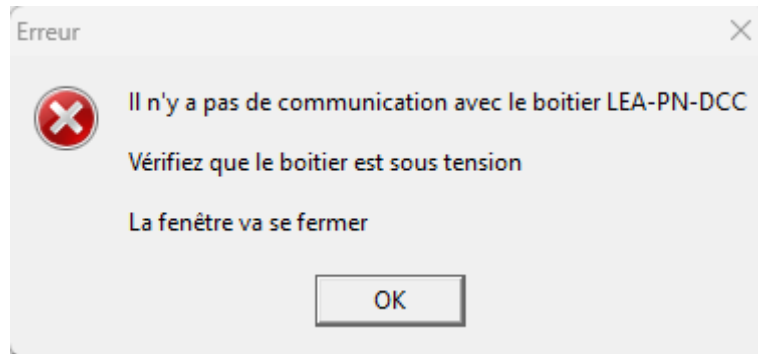 Erreur
Il n'y a pas de communication avec le boitier LEA-PN-DCC
Vérifiez que le boitier est sous tension
La fenêtre va se fermer
OK